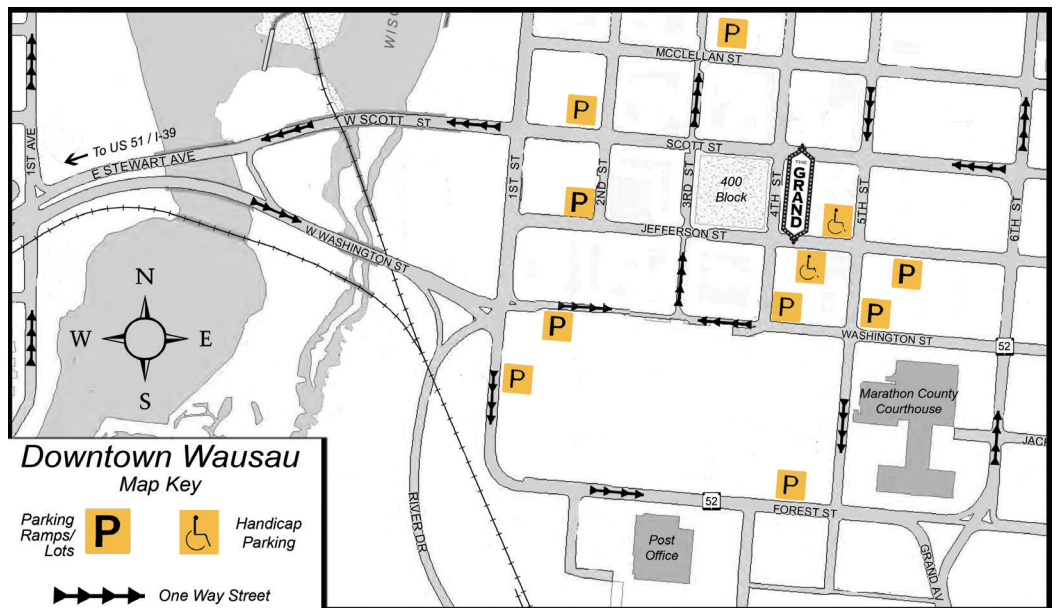 WISC
P
MCCLELLAN ST
1ST AVE
To US 51 / I-39
E STEWART AVE
W SCOTT ST
P
SCOTT ST
1ST ST
2ND ST
P
3RD ST
400
Block
4TH ST
THE
GRAND
5TH ST
6TH ST
JEFFERSON ST
W WASHINGTON ST
P
P
P
P
P
WASHINGTON ST
52
N
W
E
S
Marathon County
Courthouse
JACK
P
52
FOREST ST
RIVER DR
Post
Office
GRAND AV
Downtown Wausau
Map Key
Parking
Ramps/
Lots
P
Handicap
Parking
One Way Street